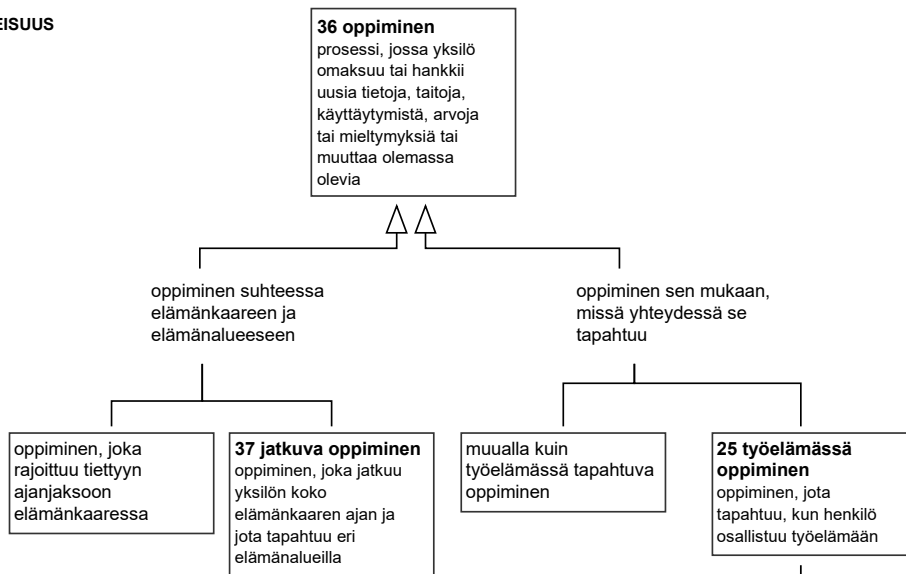 EISUUS
36 oppiminen
prosessi, jossa yksilö
omaksuu tai hankkii
uusia tietoja, taitoja,
käyttäytymistä, arvoja
tai mieltymyksiä tai
muuttaa olemassa
olevia
oppiminen suhteessa
elämänkaareen ja
elämänalueeseen
oppiminen sen mukaan,
missä yhteydessä se
tapahtuu
oppiminen, joka
rajoittuu tiettyyn
ajanjaksoon
elämänkaaressa
37 jatkuva oppiminen
oppiminen, joka jatkuu
yksilön koko
elämänkaaren ajan ja
jota tapahtuu eri
elämänalueilla
muualla kuin
työelämässä tapahtuva
oppiminen
25 työelämässä
oppiminen
oppiminen, jota
tapahtuu, kun henkilö
osallistuu työelämään